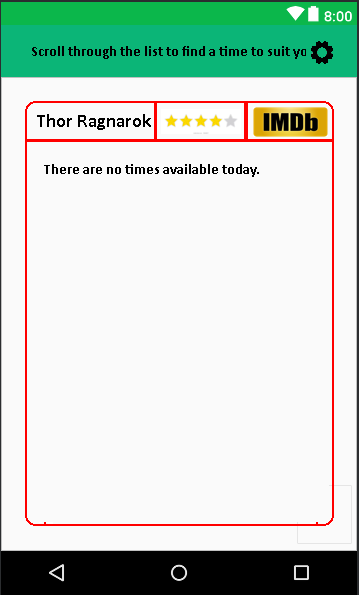 8:00
Scroll through the list to find a time to suit yo
Thor Ragnarok
IMDb
There are no times available today.